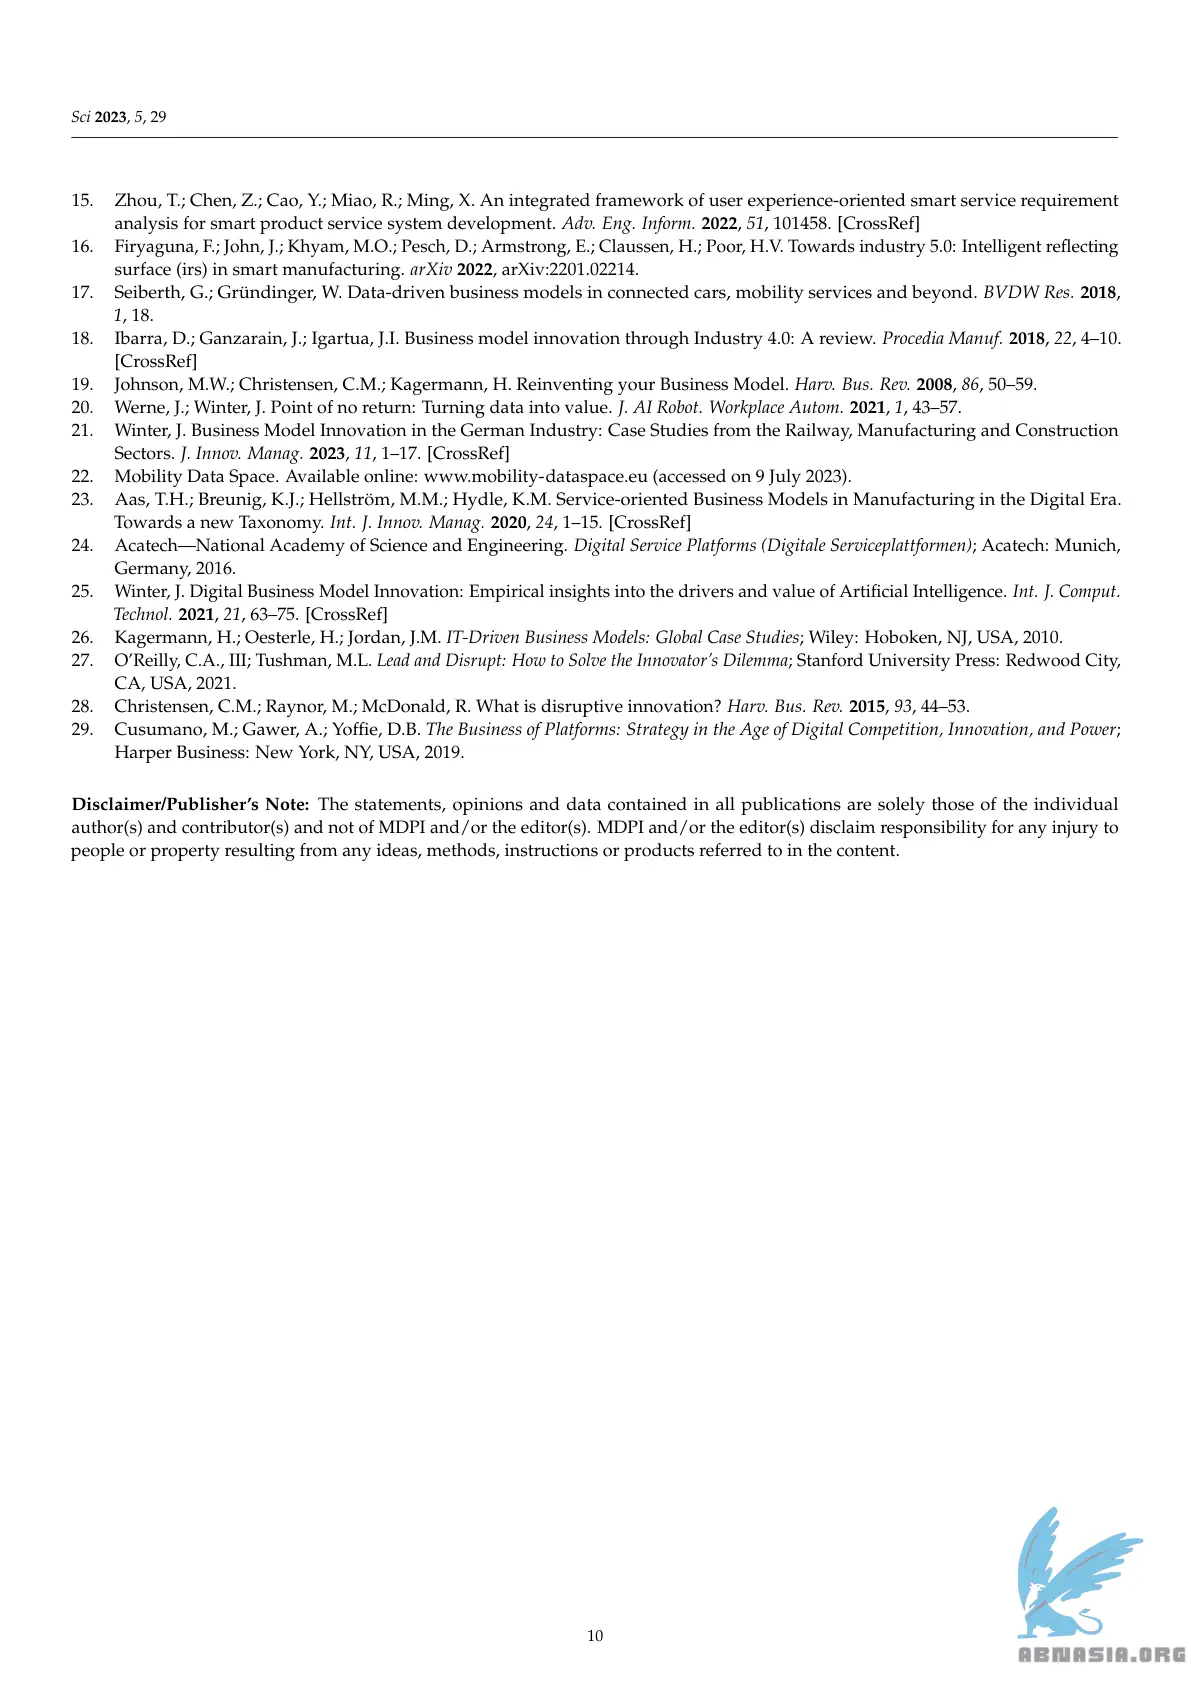 Sci 2023, 5, 29
15. Zhou, T.; Chen, Z.; Cao, Y.; Miao, R.; Ming, X. An integrated framework of user experience-oriented smart service requirement
analysis for smart product service system development. Adv. Eng. Inform. 2022, 51, 101458. [CrossRef]
16. Firyaguna, F.; John, J.; Khyam, M.O.; Pesch, D.; Armstrong, E.; Claussen, H.; Poor, H.V. Towards industry 5.0: Intelligent reflecting
surface (irs) in smart manufacturing. arXiv 2022, arXiv:2201.02214.
17. Seiberth, G.; Gründinger, W. Data-driven business models in connected cars, mobility services and beyond. BVDW Res. 2018,
1, 18.
18. Ibarra, D.; Ganzarain, J.; Igartua, J.I. Business model innovation through Industry 4.0: A review. Procedia Manuf. 2018, 22, 4–10.
[CrossRef]
19. Johnson, M.W.; Christensen, C.M.; Kagermann, H. Reinventing your Business Model. Harv. Bus. Rev. 2008, 86, 50–59.
20. Werne, J.; Winter, J. Point of no return: Turning data into value. J. AI Robot. Workplace Autom. 2021, 1, 43–57.
21. Winter, J. Business Model Innovation in the German Industry: Case Studies from the Railway, Manufacturing and Construction
Sectors. J. Innov. Manag. 2023, 11, 1–17. [CrossRef]
22. Mobility Data Space. Available online: www.mobility-dataspace.eu (accessed on 9 July 2023).
23. Aas, T.H.; Breunig, K.J.; Hellström, M.M.; Hydle, K.M. Service-oriented Business Models in Manufacturing in the Digital Era.
Towards a new Taxonomy. Int. J. Innov. Manag. 2020, 24, 1–15. [CrossRef]
24. Acatech—National Academy of Science and Engineering. Digital Service Platforms (Digitale Serviceplattformen); Acatech: Munich,
Germany, 2016.
25. Winter, J. Digital Business Model Innovation: Empirical insights into the drivers and value of Artificial Intelligence. Int. J. Comput.
Technol. 2021, 21, 63–75. [CrossRef]
26. Kagermann, H.; Oesterle, H.; Jordan, J.M. IT-Driven Business Models: Global Case Studies; Wiley: Hoboken, NJ, USA, 2010.
27. O’Reilly, C.A., III; Tushman, M.L. Lead and Disrupt: How to Solve the Innovator’s Dilemma; Stanford University Press: Redwood City,
CA, USA, 2021.
28. Christensen, C.M.; Raynor, M.; McDonald, R. What is disruptive innovation? Harv. Bus. Rev. 2015, 93, 44–53.
29. Cusumano, M.; Gawer, A.; Yoffie, D.B. The Business of Platforms: Strategy in the Age of Digital Competition, Innovation, and Power;
Harper Business: New York, NY, USA, 2019.
Disclaimer/Publisher’s Note: The statements, opinions and data contained in all publications are solely those of the individual
author(s) and contributor(s) and not of MDPI and/or the editor(s). MDPI and/or the editor(s) disclaim responsibility for any injury to
people or property resulting from any ideas, methods, instructions or products referred to in the content.
10
ABNASIA.ORG